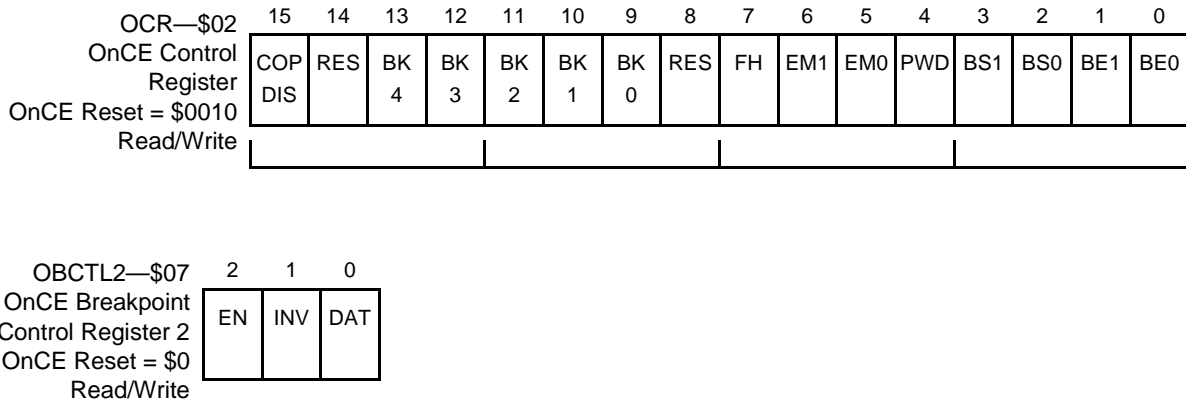 OCR—$02
OnCE Control
Register
OnCE Reset = $0010
Read/Write
15 14 13 12 11 10 9 8 7 6 5 4 3 2 1 0
COP RES BK BK BK BK BK RES FH EM1 EM0 PWD BS1 BS0 BE1 BE0
DIS 4 3 2 1 0
OBCTL2—$07
OnCE Breakpoint
Control Register 2
OnCE Reset = $0
Read/Write
2 1 0
EN INV DAT